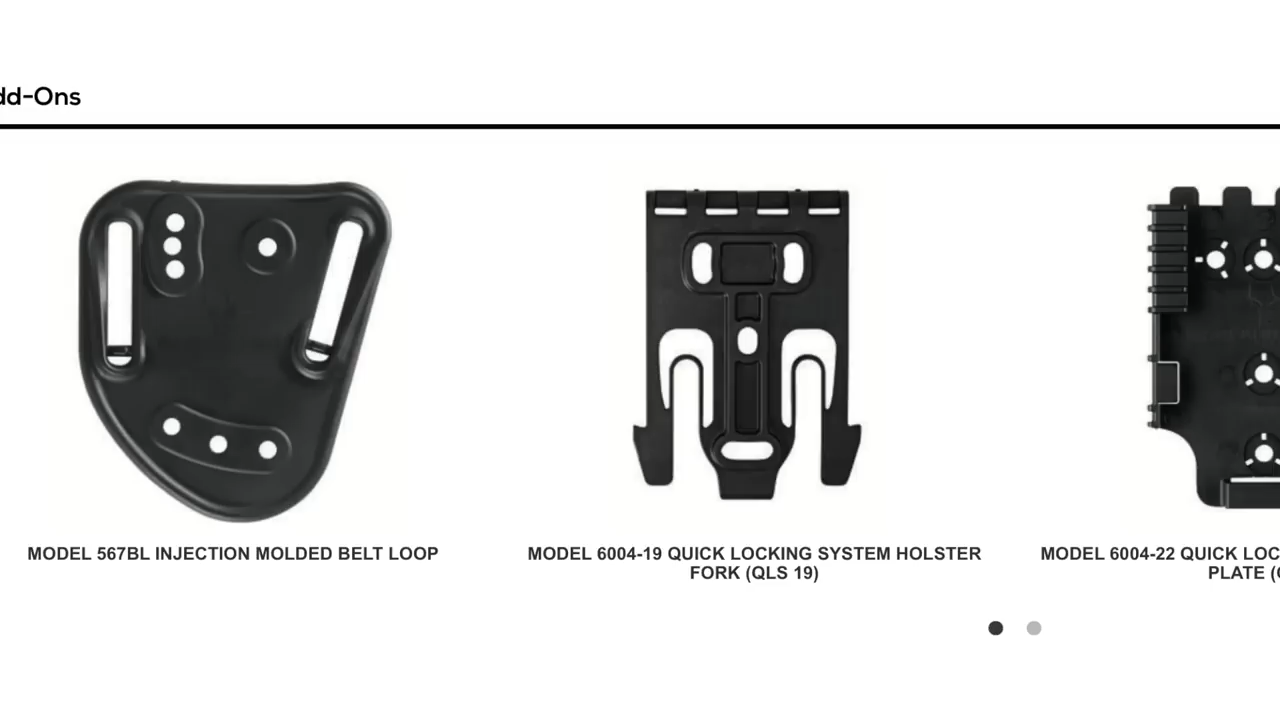 dd-Ons
MODEL 567BL INJECTION MOLDED BELT LOOP
MODEL 6004-19 QUICK LOCKING SYSTEM HOLSTER
FORK (QLS 19)
MODEL 6004-22 QUICK LOC
PLATE (